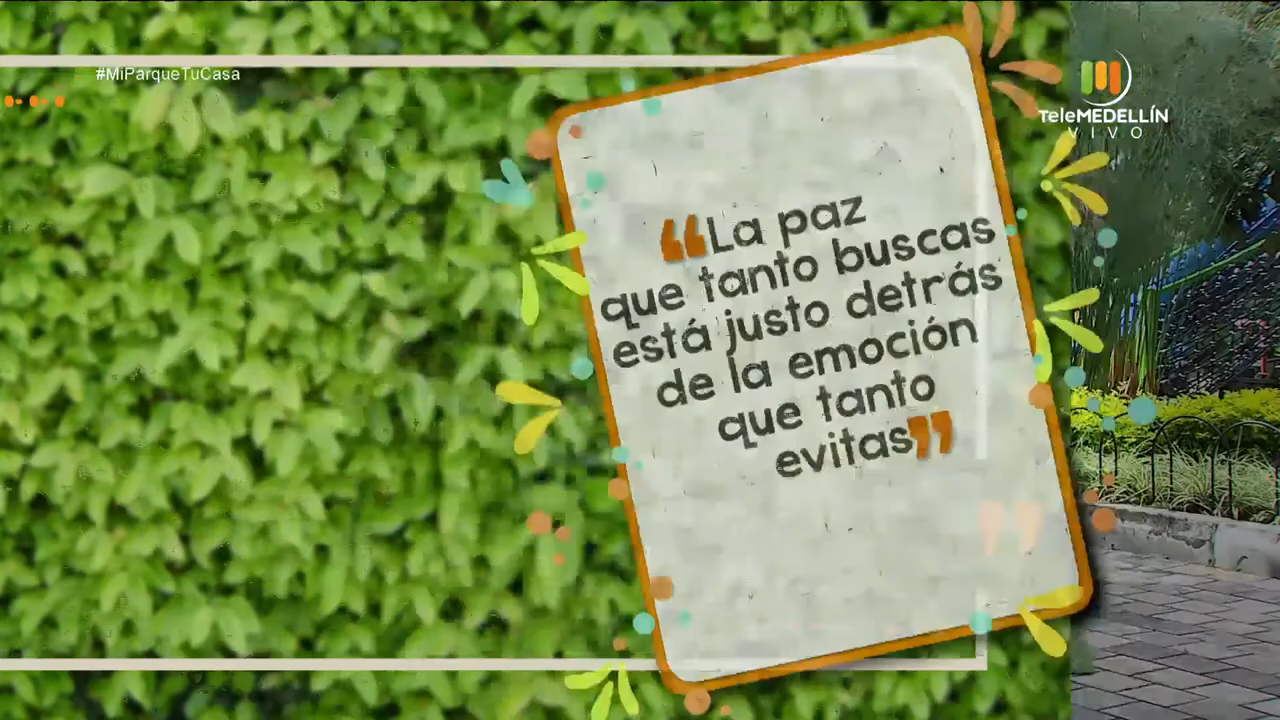 #MiParqueTuCasa
TeleMEDELLÍN
VIVO
“La paz
que tanto buscas
está justo detrás
de la emoción
que tanto
evitas”